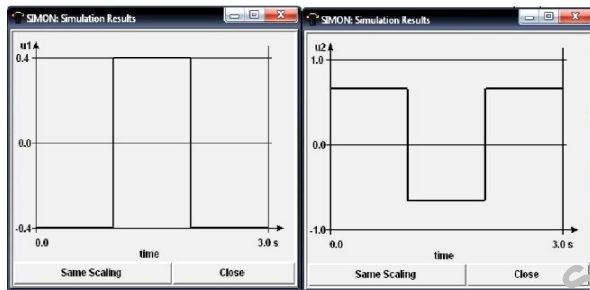 SIMON: Simulation Results
u1
0.4
0.0
-0.4
0.0
3.0 s
time
Same Scaling
Close
SIMON: Simulation Results
u2
1.0
0.0
-1.0
0.0
3.0 s
time
Same Scaling
Close